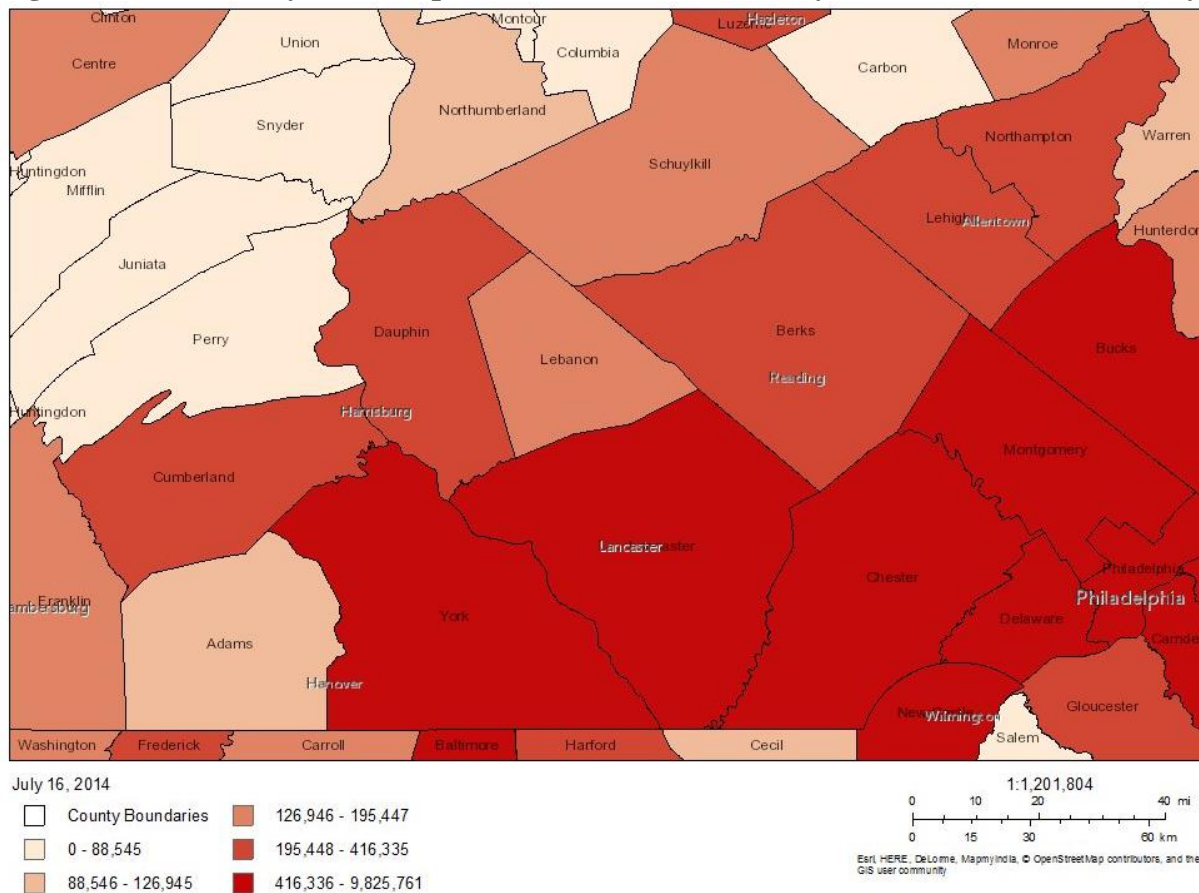 Clinton
Montour
Luzerne
Hazleton
Union
Columbia
Monroe
Centre
Carbon
Northumberland
Snyder
Northampton
Warren
Schuylkill
Huntingdon
Mifflin
Lehigh
Allentown
Hunterdon
Juniata
Dauphin
Berks
Perry
Bucks
Lebanon
Reading
Huntingdon
Harrisburg
Montgomery
Cumberland
Lancaster
Philadelphia
Chester
Franklin
Philadelphia
ambersburg
York
Delaware
Adams
Camde
Hanover
Gloucester
Wilmington
Salem
Washington
Frederick
Carroll
Baltimore
Harford
Cecil
July 16, 2014
County Boundaries
0 - 88,545
88,546 - 126,945
126,946 - 195,447
195,448 - 416,335
416,336 - 9,825,761
1:1,201,804
0 10 20 40 mi
0 15 30 60 km
Esri, HERE, DeLorme, MapmyIndia, © OpenStreetMap contributors, and the
GIS user community